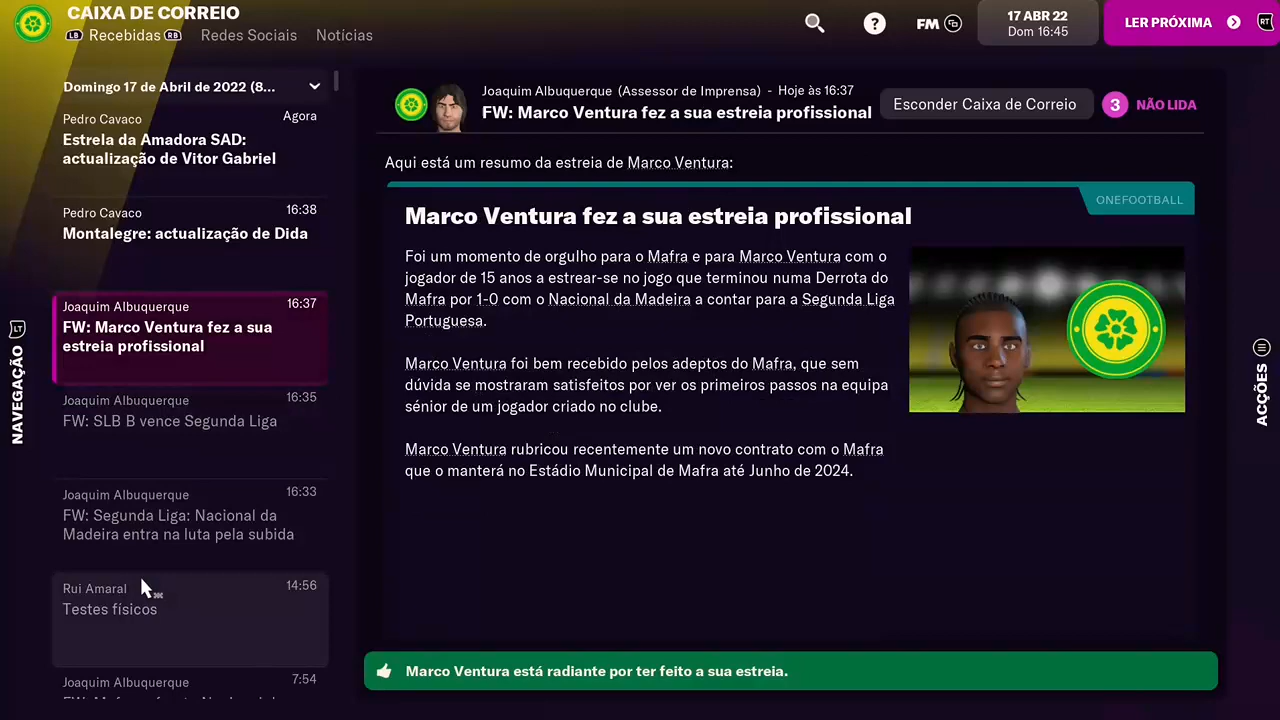 CAIXA DE CORREIO
LB Recebidas RB Redes Sociais Notícias
FM
17 ABR 22
Dom 16:45
LER PRÓXIMA
RT
Domingo 17 de Abril de 2022 (8...
Pedro Cavaco Agora
Estrela da Amadora SAD:
actualização de Vitor Gabriel
Pedro Cavaco 16:38
Montalegre: actualização de Dida
Joaquim Albuquerque 16:37
FW: Marco Ventura fez a sua
estreia profissional
Joaquim Albuquerque 16:35
FW: SLB B vence Segunda Liga
Joaquim Albuquerque 16:33
FW: Segunda Liga: Nacional da
Madeira entra na luta pela subida
Rui Amaral 14:56
Testes físicos
Joaquim Albuquerque 7:54
NAVEGAÇÃO LT
Joaquim Albuquerque (Assessor de Imprensa) - Hoje às 16:37
FW: Marco Ventura fez a sua estreia profissional
Esconder Caixa de Correio
3 NÃO LIDA
Aqui está um resumo da estreia de Marco Ventura:
ONEFOOTBALL
Marco Ventura fez a sua estreia profissional
Foi um momento de orgulho para o Mafra e para Marco Ventura com o
jogador de 15 anos a estrear-se no jogo que terminou numa Derrota do
Mafra por 1-0 com o Nacional da Madeira a contar para a Segunda Liga
Portuguesa.
Marco Ventura foi bem recebido pelos adeptos do Mafra, que sem
dúvida se mostraram satisfeitos por ver os primeiros passos na equipa
sénior de um jogador criado no clube.
Marco Ventura rubricou recentemente um novo contrato com o Mafra
que o manterá no Estádio Municipal de Mafra até Junho de 2024.
Marco Ventura está radiante por ter feito a sua estreia.
ACÇÕES